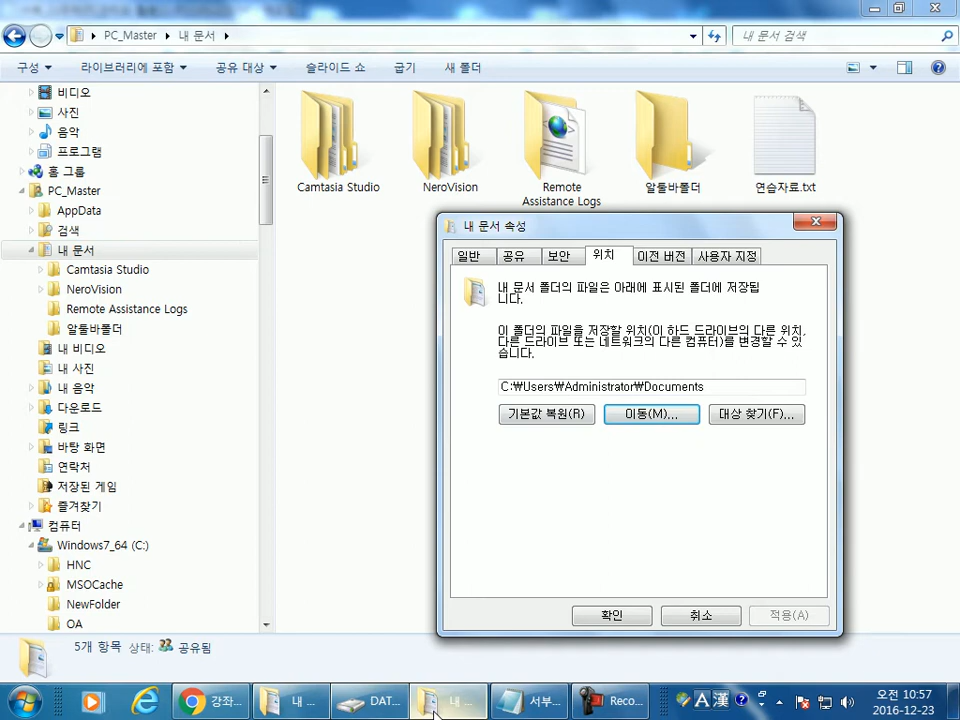 PC_Master 내 문서
내 문서 검색
구성 라이브러리에 포함 공유 대상 슬라이드 쇼 굽기 새 폴더
비디오
사진
음악
프로그램
홈 그룹
PC_Master
AppData
검색
내 문서
Camtasia Studio
NeroVision
Remote Assistance Logs
알툴바폴더
내 비디오
내 사진
내 음악
다운로드
링크
바탕 화면
연락처
저장된 게임
즐겨찾기
컴퓨터
Windows7_64 (C:)
HNC
MSOCache
NewFolder
OA
Camtasia Studio
NeroVision
Remote
Assistance Logs
알툴바폴더
연습자료.txt
내 문서 속성
일반 공유 보안 위치 이전 버전 사용자 지정
내 문서 폴더의 파일은 아래에 표시된 폴더에 저장됩
니다.
이 폴더의 파일을 저장할 위치(이 하드 드라이브의 다른 위치,
다른 드라이브 또는 네트워크의 다른 컴퓨터)를 변경할 수 있
습니다.
C:₩Users₩Administrator₩Documents
기본값 복원(R) 이동(M)... 대상 찾기(F)...
확인 취소 적용(A)
5개 항목 상태: 공유됨
강좌... 내 ... DAT... 내 ... 서부... Reco...
A 漢
오전 10:57
2016-12-23